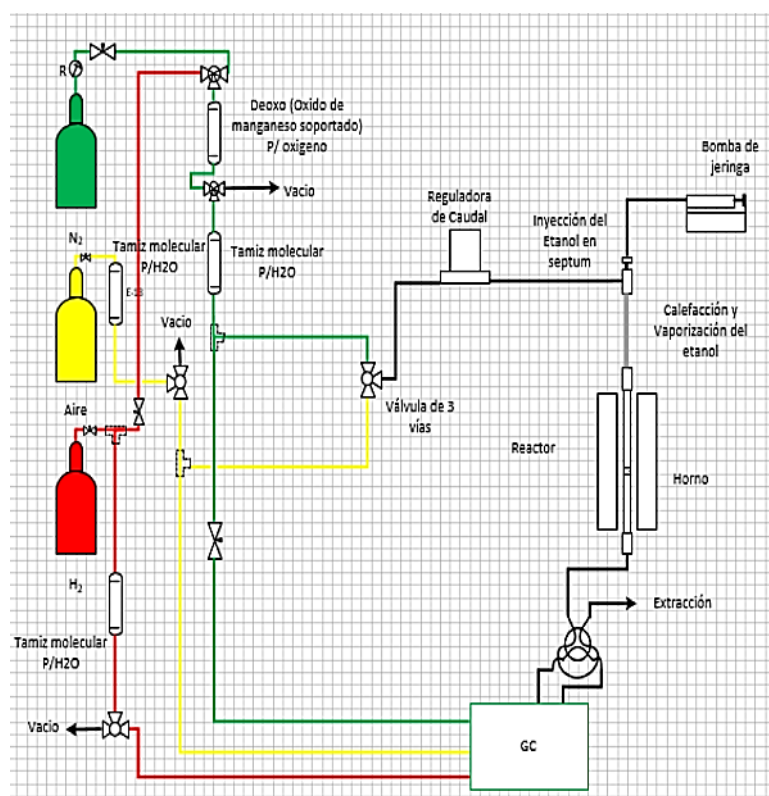 R
Deoxo (Oxido de
manganeso soportado)
P/ oxigeno
Vacio
N₂
Tamiz molecular
P/H2O
Tamiz molecular
P/H2O
Reguladora
de Caudal
Inyección del
Etanol en
septum
Bomba de
jeringa
Vacio
Calefacción y
Vaporización del
etanol
Aire
Válvula de 3
vías
Reactor
Horno
H₂
Tamiz molecular
P/H2O
Extracción
Vacio
GC